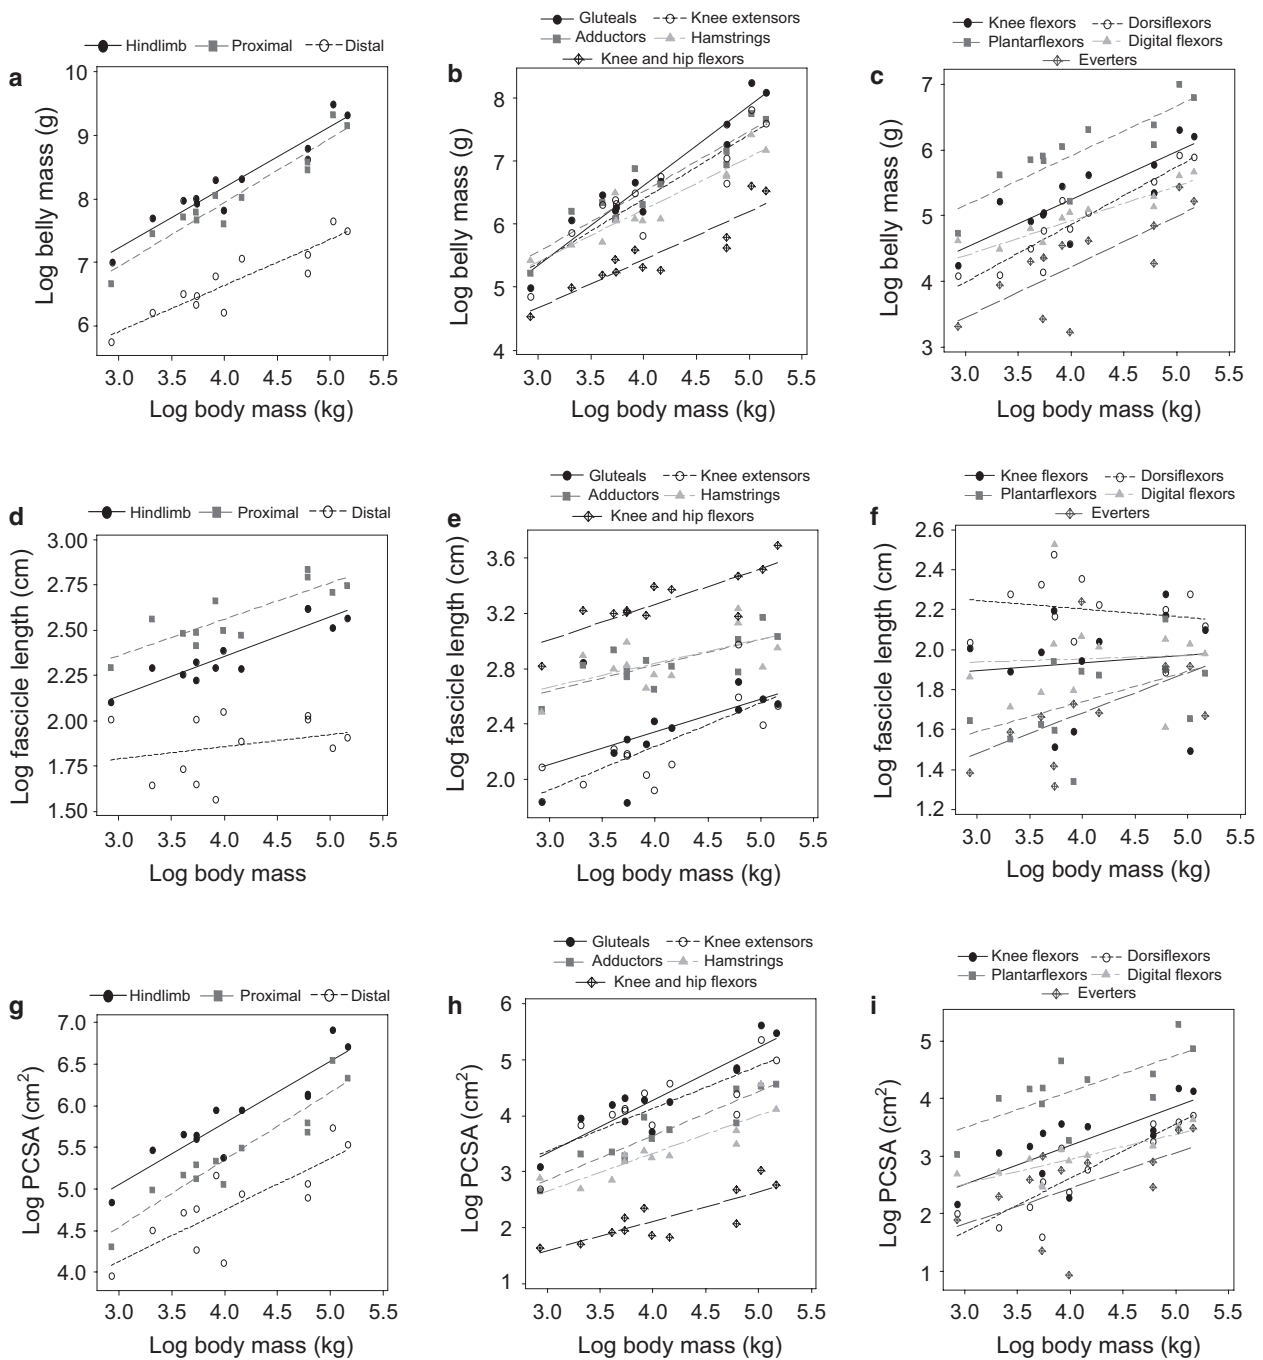 a
Hindlimb Proximal Distal
Log belly mass (g)
10
9
8
7
6
3.0 3.5 4.0 4.5 5.0 5.5
Log body mass (kg)
b
Gluteals Knee extensors
Adductors Hamstrings
Knee and hip flexors
Log belly mass (g)
8
7
6
5
4
3.0 3.5 4.0 4.5 5.0 5.5
Log body mass (kg)
c
Knee flexors Dorsiflexors
Plantarflexors Digital flexors
Everters
Log belly mass (g)
7
6
5
4
3
3.0 3.5 4.0 4.5 5.0 5.5
Log body mass (kg)
d
Hindlimb Proximal Distal
Log fascicle length (cm)
3.00
2.75
2.50
2.25
2.00
1.75
1.50
3.0 3.5 4.0 4.5 5.0 5.5
Log body mass
e
Gluteals Knee extensors
Adductors Hamstrings
Knee and hip flexors
Log fascicle length (cm)
3.6
3.2
2.8
2.4
2.0
3.0 3.5 4.0 4.5 5.0 5.5
Log body mass (kg)
f
Knee flexors Dorsiflexors
Plantarflexors Digital flexors
Everters
Log fascicle length (cm)
2.6
2.4
2.2
2.0
1.8
1.6
1.4
1.2
3.0 3.5 4.0 4.5 5.0 5.5
Log body mass (kg)
g
Hindlimb Proximal Distal
Log PCSA (cm²)
7.0
6.5
6.0
5.5
5.0
4.5
4.0
3.0 3.5 4.0 4.5 5.0 5.5
Log body mass (kg)
h
Gluteals Knee extensors
Adductors Hamstrings
Knee and hip flexors
Log PCSA (cm²)
6
5
4
3
2
1
3.0 3.5 4.0 4.5 5.0 5.5
Log body mass (kg)
i
Knee flexors Dorsiflexors
Plantarflexors Digital flexors
Everters
Log PCSA (cm²)
5
4
3
2
1
3.0 3.5 4.0 4.5 5.0 5.5
Log body mass (kg)